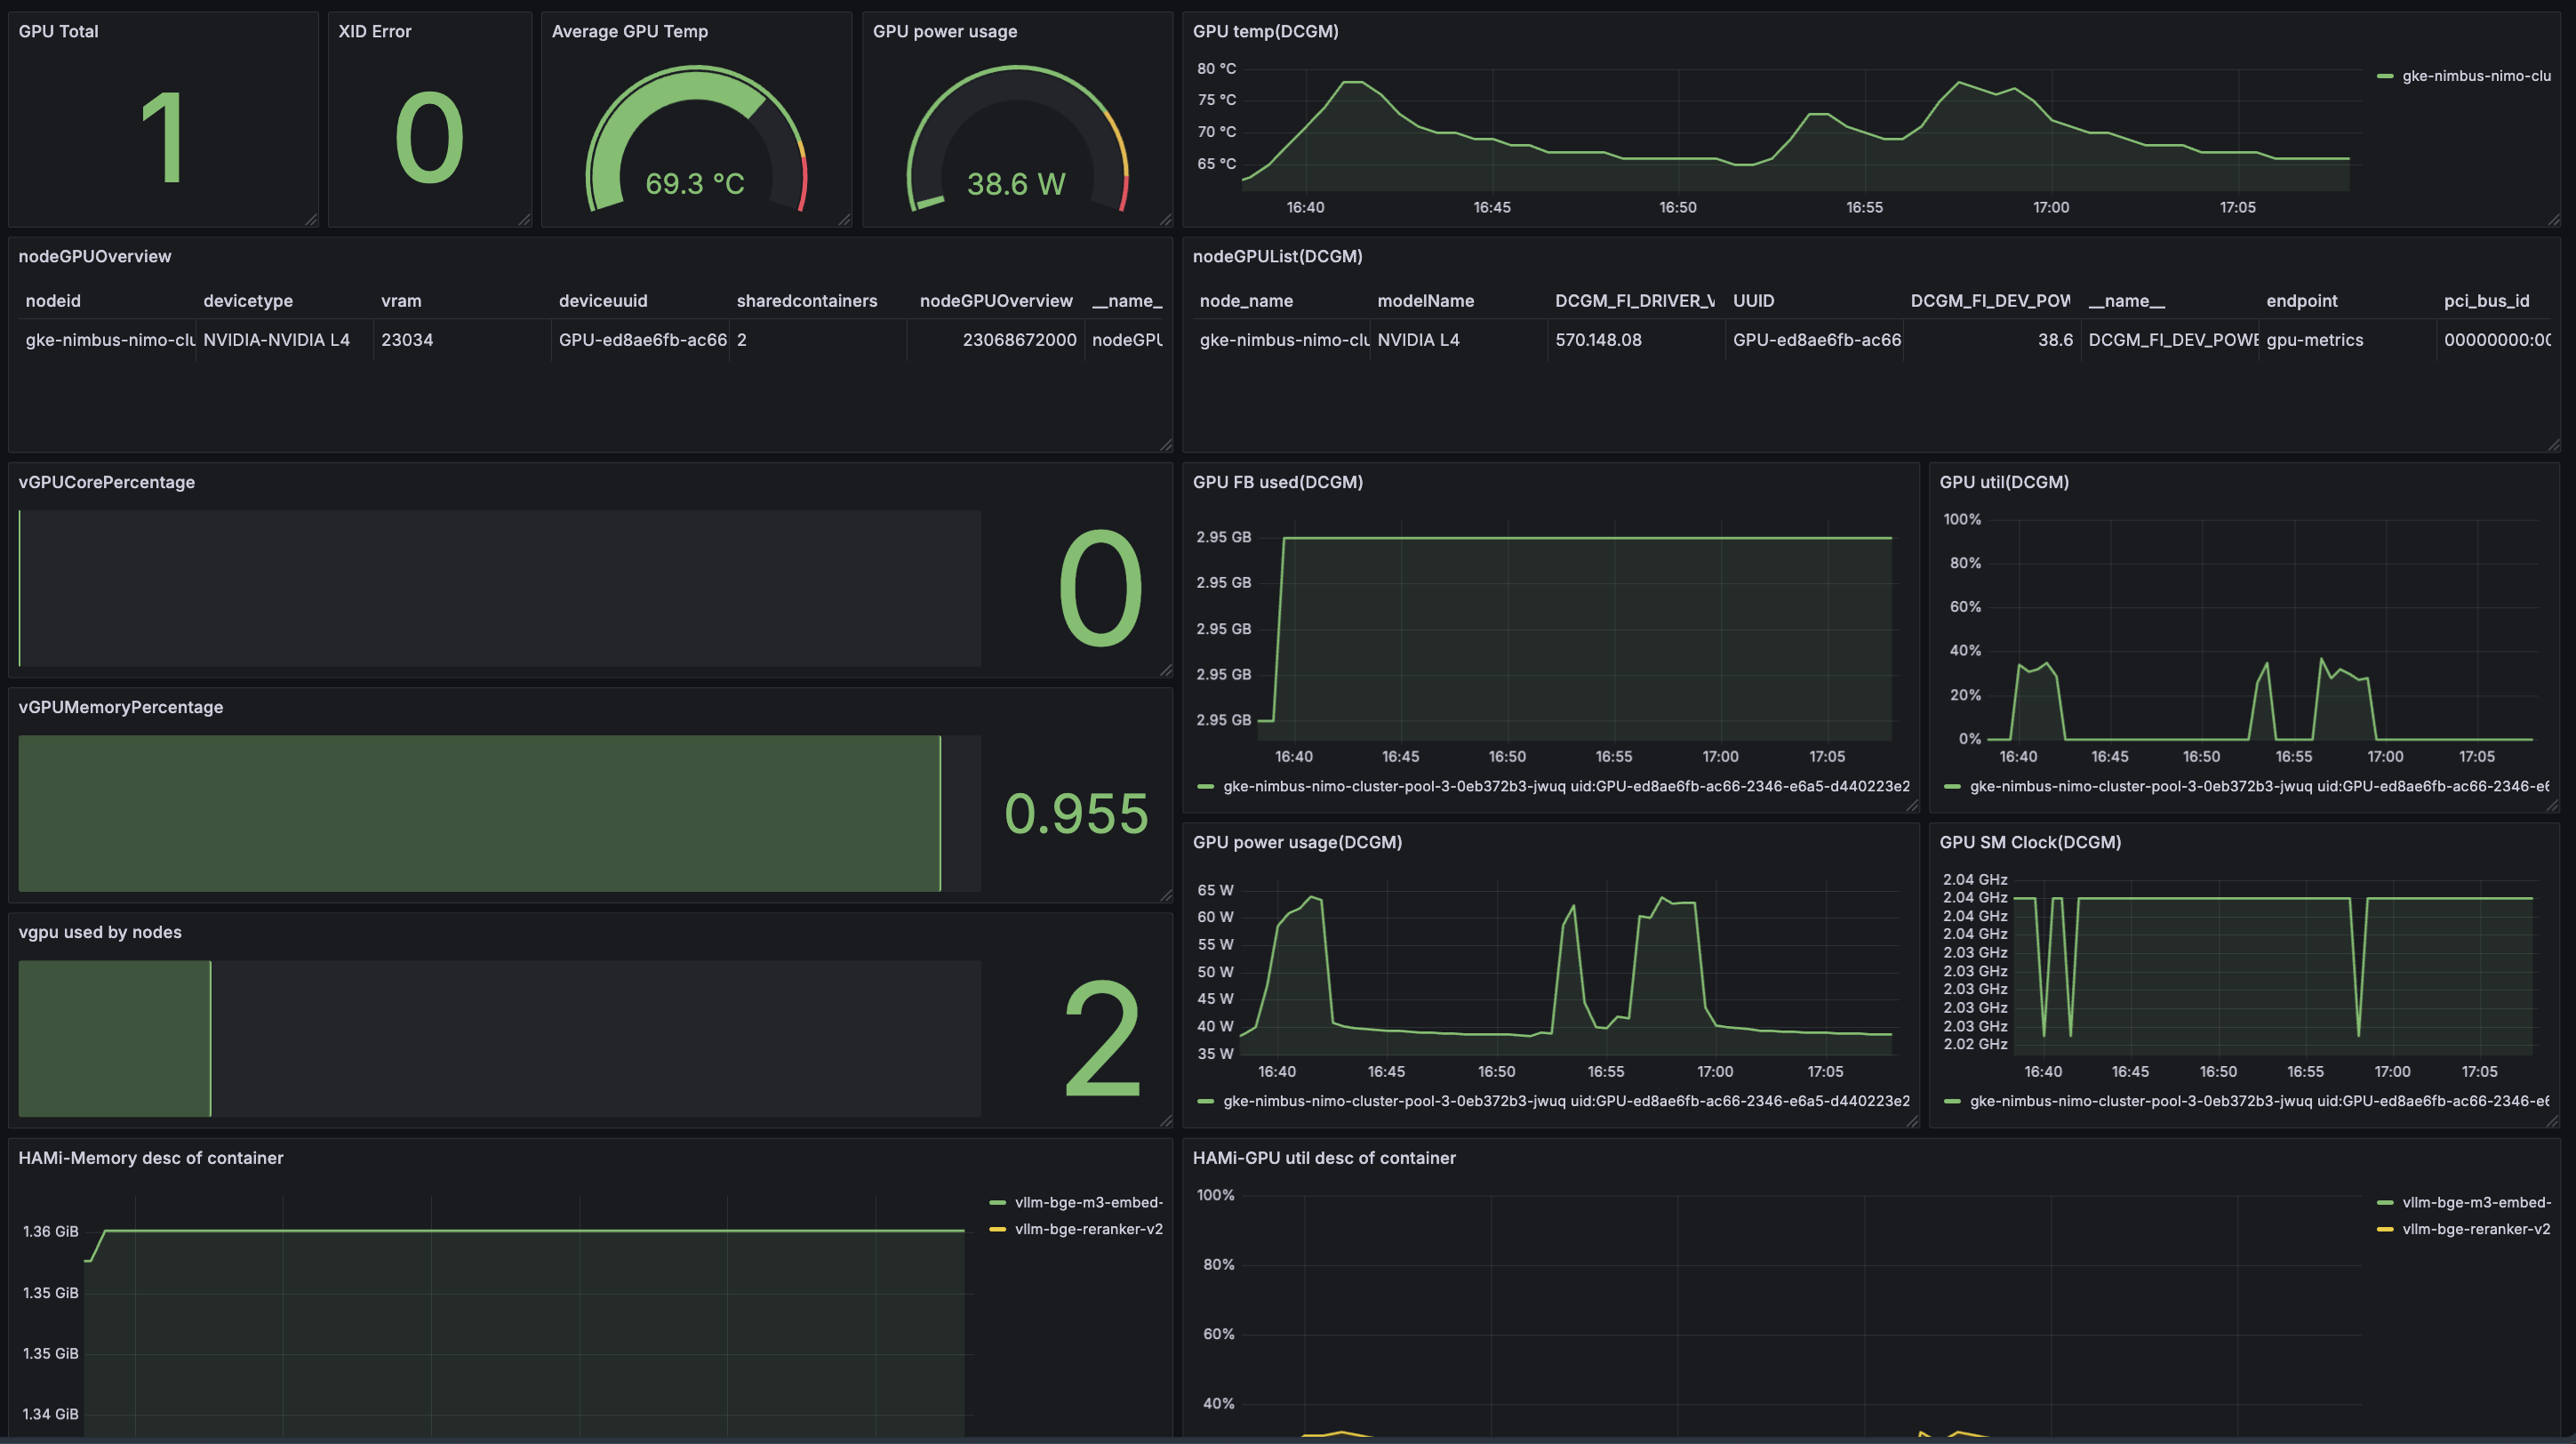 GPU Total
1
XID Error
0
Average GPU Temp
69.3 °C
GPU power usage
38.6 W
GPU temp(DCGM)
80 °C
75 °C
70 °C
65 °C
16:40 16:45 16:50 16:55 17:00 17:05
gke-nimbus-nimo-clu
nodeGPUOverview
nodeid devicetype vram deviceuuid sharedcontainers nodeGPUOverview __name_
gke-nimbus-nimo-clu NVIDIA-NVIDIA L4 23034 GPU-ed8ae6fb-ac66 2 23068672000 nodeGPU
nodeGPUList(DCGM)
node_name modelName DCGM_FI_DRIVER_V UUID DCGM_FI_DEV_POW __name__ endpoint pci_bus_id
gke-nimbus-nimo-clu NVIDIA L4 570.148.08 GPU-ed8ae6fb-ac66 38.6 DCGM_FI_DEV_POWE gpu-metrics 00000000:00
vGPUCorePercentage
0
vGPUMemoryPercentage
0.955
vgpu used by nodes
2
GPU FB used(DCGM)
2.95 GB
2.95 GB
2.95 GB
2.95 GB
2.95 GB
16:40 16:45 16:50 16:55 17:00 17:05
gke-nimbus-nimo-cluster-pool-3-0eb372b3-jwuq uid:GPU-ed8ae6fb-ac66-2346-e6a5-d440223e2
GPU util(DCGM)
100%
80%
60%
40%
20%
0%
16:40 16:45 16:50 16:55 17:00 17:05
gke-nimbus-nimo-cluster-pool-3-0eb372b3-jwuq uid:GPU-ed8ae6fb-ac66-2346-e6
GPU power usage(DCGM)
65 W
60 W
55 W
50 W
45 W
40 W
35 W
16:40 16:45 16:50 16:55 17:00 17:05
gke-nimbus-nimo-cluster-pool-3-0eb372b3-jwuq uid:GPU-ed8ae6fb-ac66-2346-e6a5-d440223e2
GPU SM Clock(DCGM)
2.04 GHz
2.04 GHz
2.04 GHz
2.04 GHz
2.03 GHz
2.03 GHz
2.03 GHz
2.03 GHz
2.03 GHz
2.02 GHz
16:40 16:45 16:50 16:55 17:00 17:05
gke-nimbus-nimo-cluster-pool-3-0eb372b3-jwuq uid:GPU-ed8ae6fb-ac66-2346-e6
HAMi-Memory desc of container
1.36 GiB
1.35 GiB
1.35 GiB
1.34 GiB
vllm-bge-m3-embed-
vllm-bge-reranker-v2
HAMi-GPU util desc of container
100%
80%
60%
40%
vllm-bge-m3-embed-
vllm-bge-reranker-v2